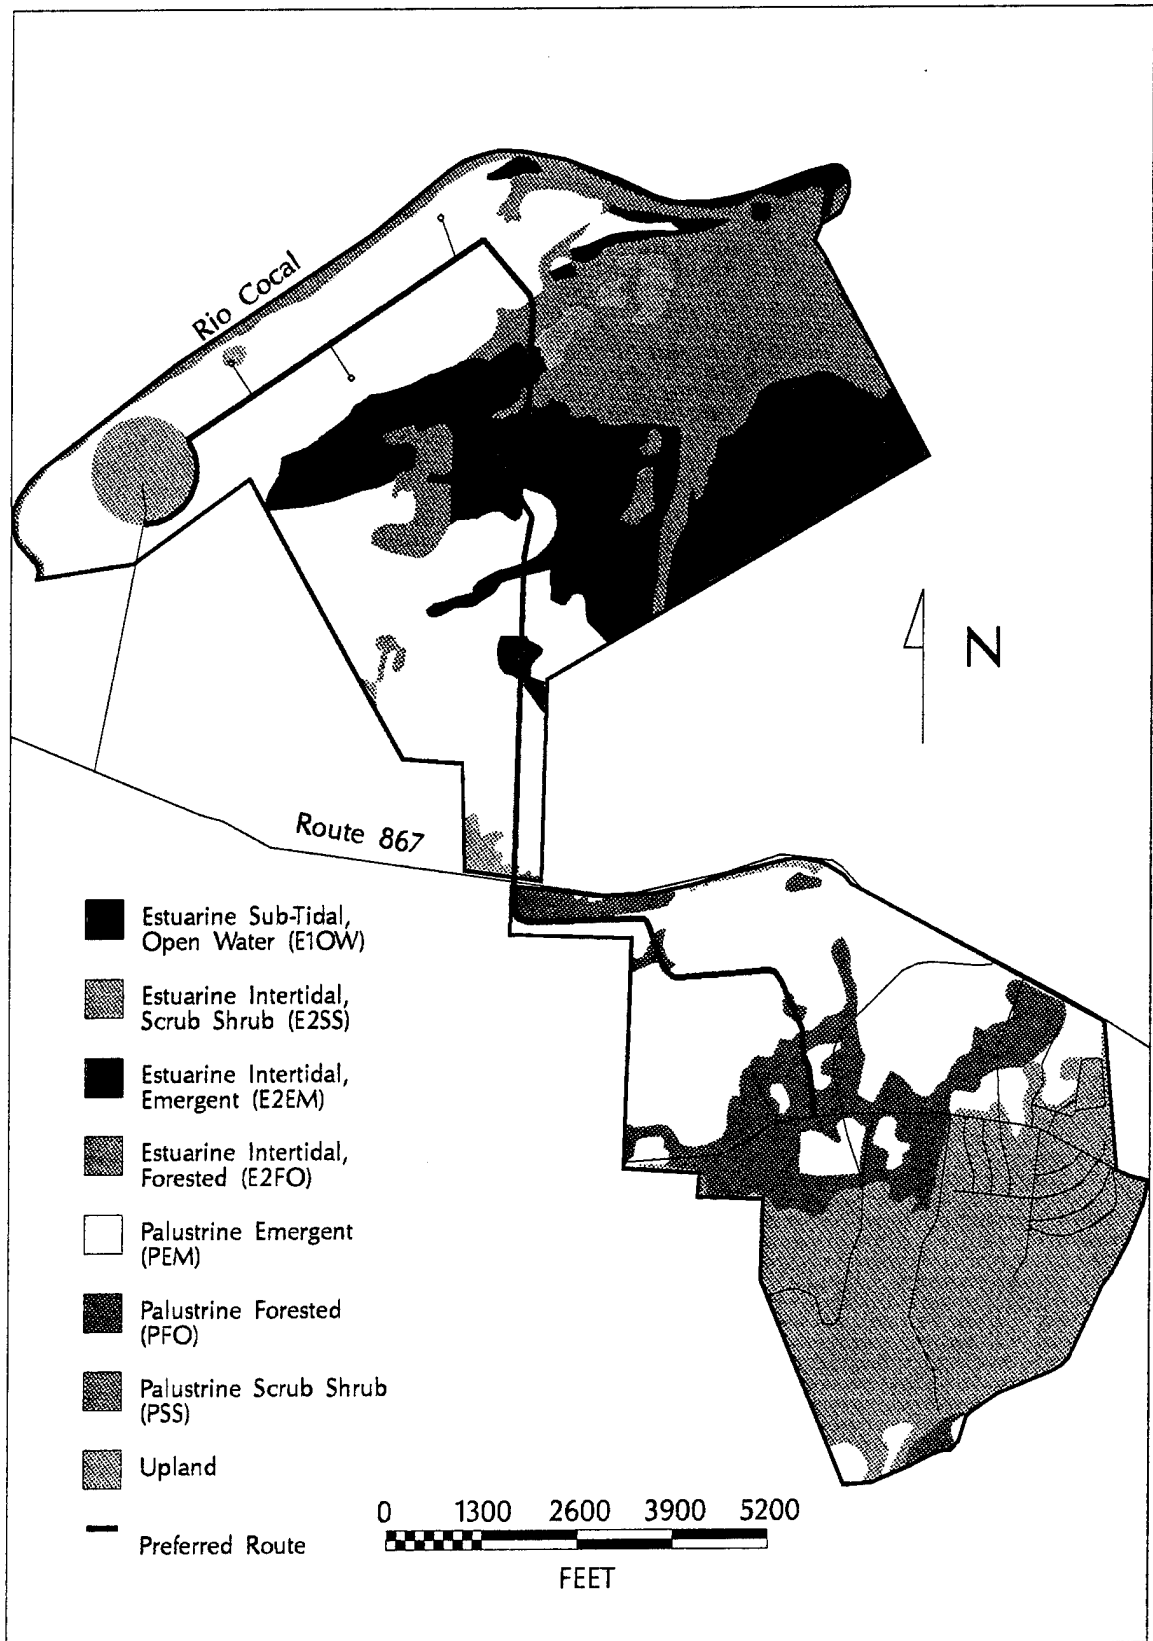 Rio Cocal
N
Route 867
Estuarine Sub-Tidal,
Open Water (E1OW)
Estuarine Intertidal,
Scrub Shrub (E2SS)
Estuarine Intertidal,
Emergent (E2EM)
Estuarine Intertidal,
Forested (E2FO)
Palustrine Emergent
(PEM)
Palustrine Forested
(PFO)
Palustrine Scrub Shrub
(PSS)
Upland
Preferred Route
0 1300 2600 3900 5200
FEET